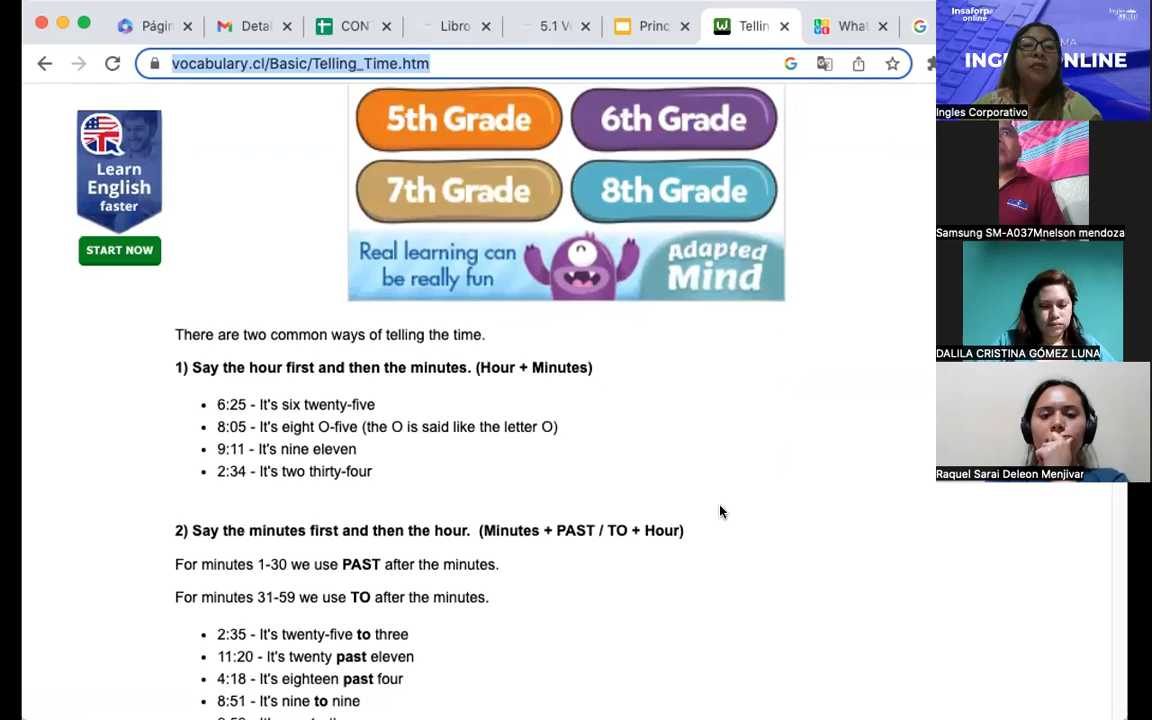 Págin
Detai
CON
Libro
5.1 V
Princ
Tellin
What
vocabulary.cl/Basic/Telling_Time.htm
Insaforp
online
INGLES ONLINE
Ingles Corporativo
Samsung SM-A037Mnelson mendoza
DALILA CRISTINA GÓMEZ LUNA
Raquel Sarai Deleon Menjivar
Learn
English
faster
START NOW
5th Grade
6th Grade
7th Grade
8th Grade
Real learning can
be really fun
Adapted
Mind
There are two common ways of telling the time.
1) Say the hour first and then the minutes. (Hour + Minutes)
• 6:25 - It's six twenty-five
• 8:05 - It's eight O-five (the O is said like the letter O)
• 9:11 - It's nine eleven
• 2:34 - It's two thirty-four
2) Say the minutes first and then the hour.  (Minutes + PAST / TO + Hour)
For minutes 1-30 we use PAST after the minutes.
For minutes 31-59 we use TO after the minutes.
• 2:35 - It's twenty-five to three
• 11:20 - It's twenty past eleven
• 4:18 - It's eighteen past four
• 8:51 - It's nine to nine